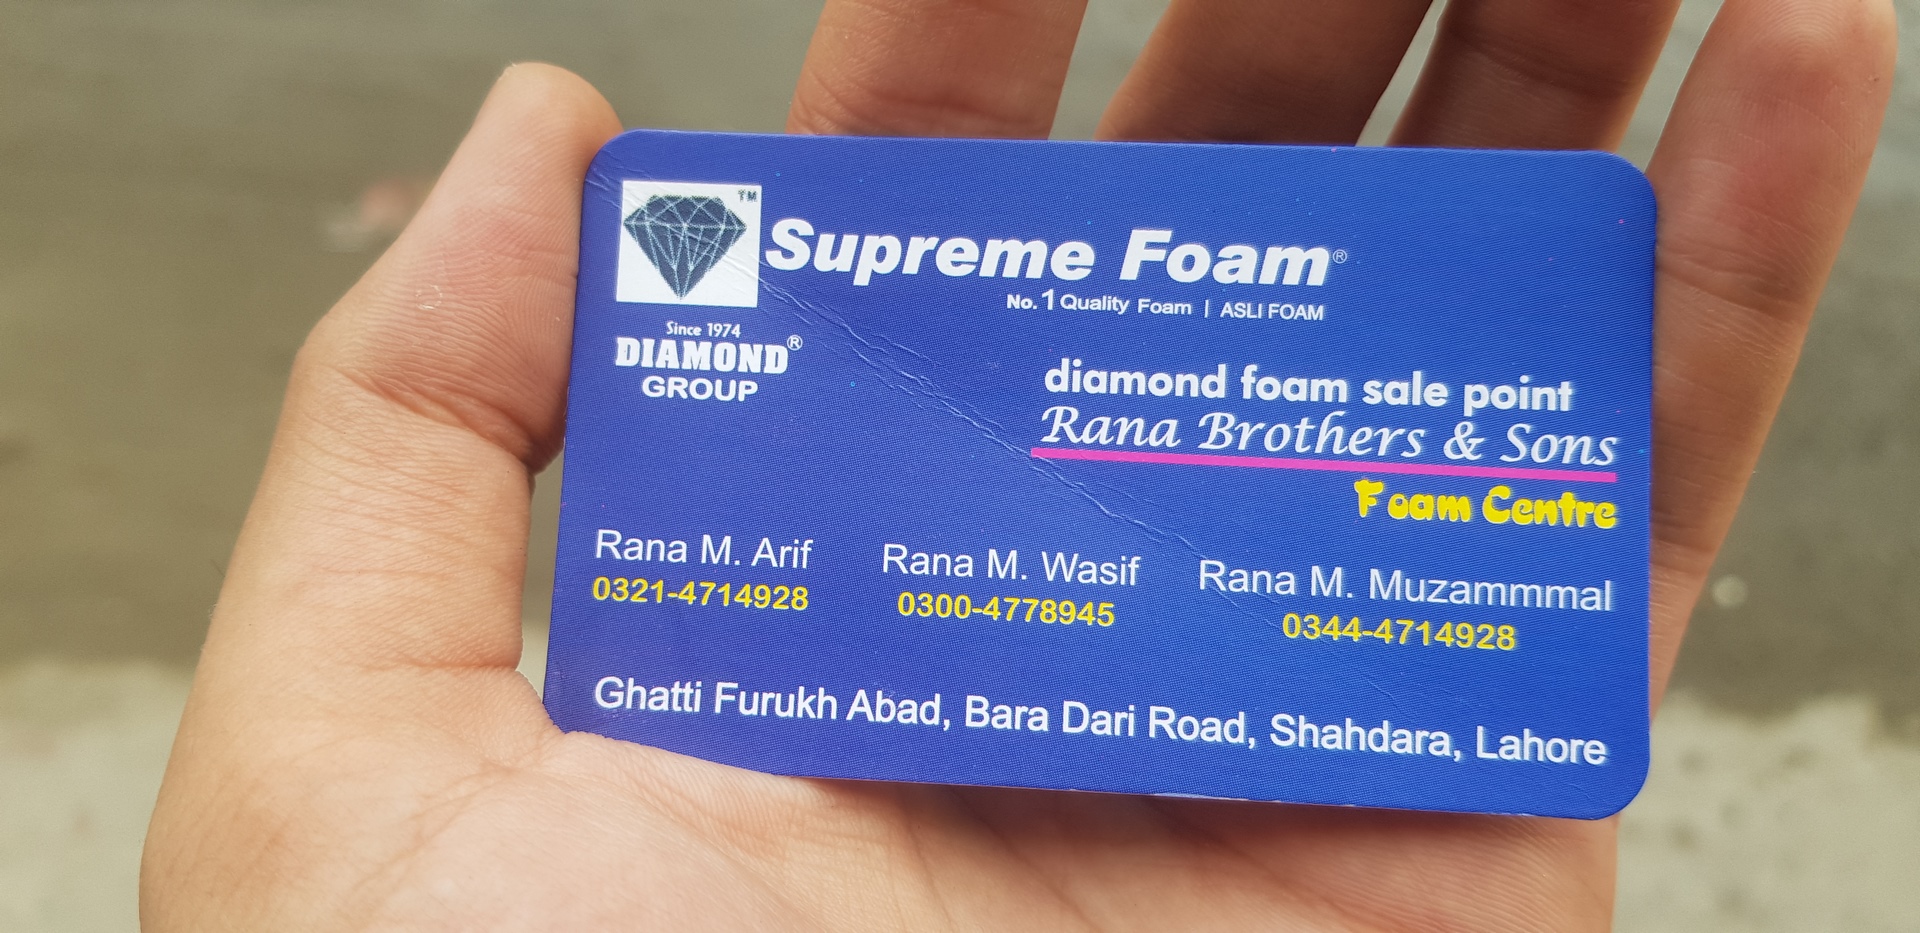 TM
Supreme Foam®
No. 1 Quality Foam | ASLI FOAM
Since 1974
DIAMOND®
GROUP
diamond foam sale point
Rana Brothers & Sons
Foam Centre
Rana M. Arif
0321-4714928
Rana M. Wasif
0300-4778945
Rana M. Muzammmal
0344-4714928
Ghatti Furukh Abad, Bara Dari Road, Shahdara, Lahore